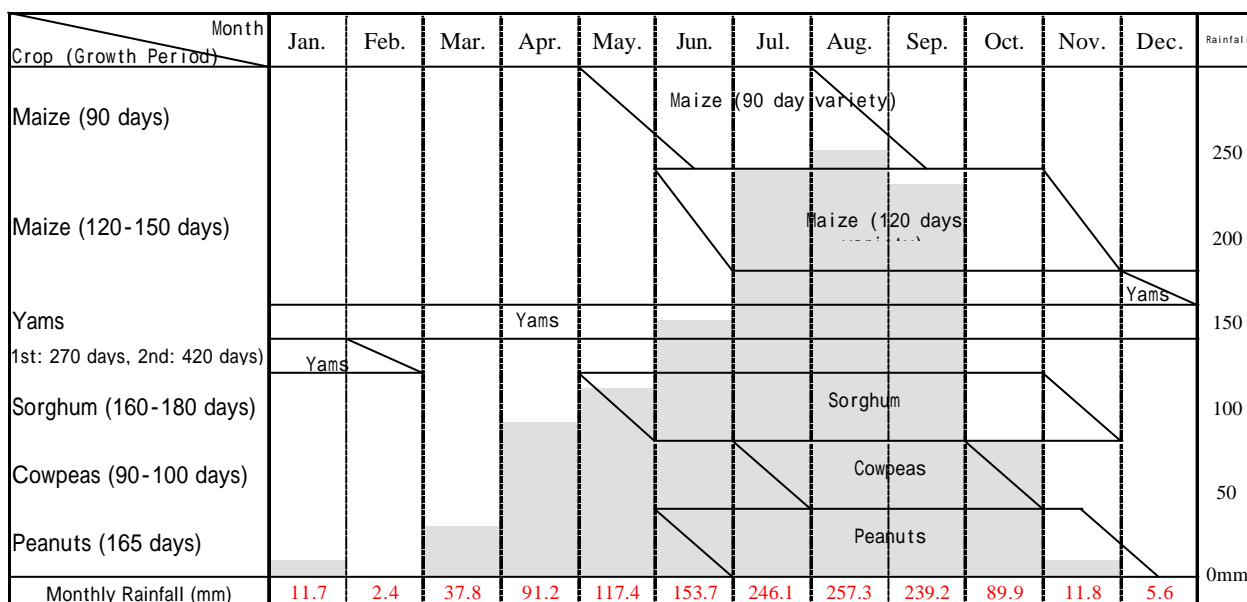 Month
Jan. Feb. Mar. Apr. May. Jun. Jul. Aug. Sep. Oct. Nov. Dec. Rainfall
Crop (Growth Period)
Maize (90 day variety)
Maize (90 days)
250
Maize (120 days
Maize (120-150 days)
200
Yams
Yams
Yams
150
1st: 270 days, 2nd: 420 days)
Yams
Sorghum
Sorghum (160-180 days)
100
Cowpeas
Cowpeas (90-100 days)
50
Peanuts
Peanuts (165 days)
0mm
Monthly Rainfall (mm) 11.7 2.4 37.8 91.2 117.4 153.7 246.1 257.3 239.2 89.9 11.8 5.6